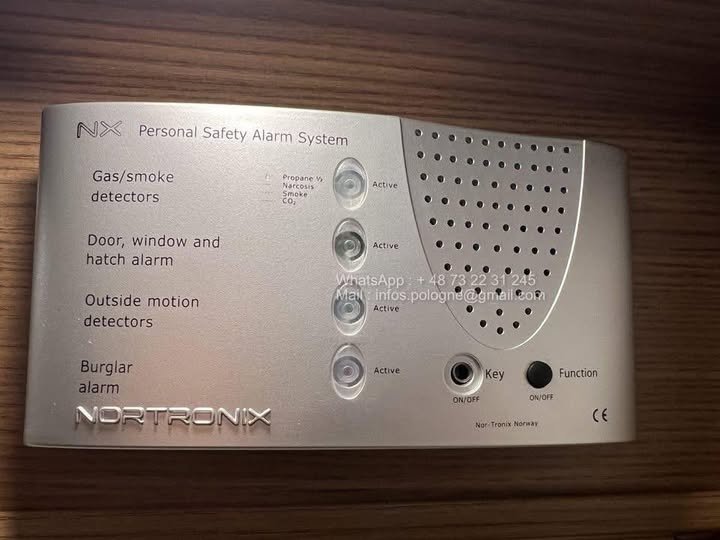 NX Personal Safety Alarm System
Gas/smoke
detectors
Propane ½
Narcosis
Smoke
CO₂
Active
Door, window and
hatch alarm
Active
WhatsApp : + 48 73 22 31 245
Mail : infos.pologne@gmail.com
Outside motion
detectors
Active
Burglar
alarm
Active
Key
ON/OFF
Function
ON/OFF
NORTRONIX
Nor-Tronix Norway
CE